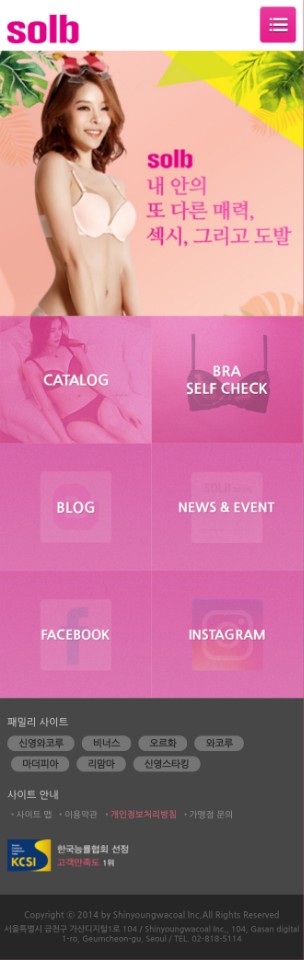 solb
solb
내 안의
또 다른 매력,
섹시, 그리고 도발
CATALOG
BRA
SELF CHECK
BLOG
NEWS & EVENT
FACEBOOK
INSTAGRAM
패밀리 사이트
신영와코루 비너스 오르화 와코루
마더피아 리맘마 신영스타킹
사이트 안내
• 사이트 맵 • 이용약관 • 개인정보처리방침 • 가맹점 문의
KCSI
한국능률협회 선정
고객만족도 1위
Copyright ⓒ 2014 by Shinyoungwacoal Inc,All Rights Reserved
서울특별시 금천구 가산디지털1로 104 / Shinyoungwacoal Inc., 104, Gasan digital
1-ro, Geumcheon-gu, Seoul / TEL. 02-818-5114